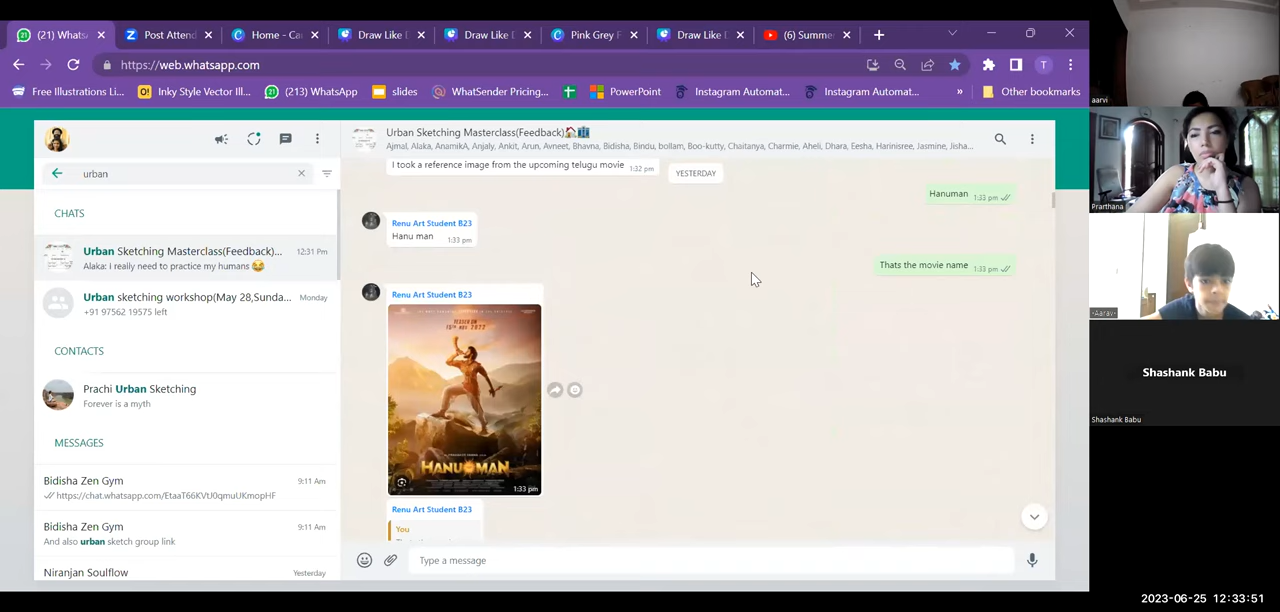 (21) Whats
Post Attend
Home - Ca
Draw Like
Draw Like
Pink Grey F
Draw Like
(6) Summe
https://web.whatsapp.com
T
Free Illustrations Li...
Inky Style Vector Ill...
(213) WhatsApp
slides
WhatSender Pricing...
PowerPoint
Instagram Automat...
Instagram Automat...
»
Other bookmarks
urban
CHATS
Urban Sketching Masterclass(Feedback)...
12:31 Pm
Alaka: I really need to practice my humans 😂
Urban sketching workshop(May 28,Sunda...
Monday
+91 97562 19575 left
CONTACTS
Prachi Urban Sketching
Forever is a myth
MESSAGES
Bidisha Zen Gym
9:11 Am
https://chat.whatsapp.com/EtaaT66KVtJ0qmuUKmopHF
Bidisha Zen Gym
9:11 Am
And also urban sketch group link
Niranjan Soulflow
Yesterday
Urban Sketching Masterclass(Feedback)🏠🏙️
Ajmal, Alaka, AnamikA, Anjaly, Ankit, Arun, Avneet, Bhavna, Bidisha, Bindu, bollam, Boo-kutty, Chaitanya, Charmie, Aheli, Dhara, Eesha, Harinisree, Jasmine, Jisha...
I took a reference image from the upcoming telugu movie
1:32 pm
YESTERDAY
Hanuman
1:33 pm
Renu Art Student B23
Hanu man
1:33 pm
Thats the movie name
1:33 pm
Renu Art Student B23
TEASER ON
15TH NOV 2022
HANU-MAN
1:33 pm
Renu Art Student B23
You
Type a message
aarvi
Prarthana
-Aarav-
Shashank Babu
Shashank Babu
2023-06-25 12:33:51